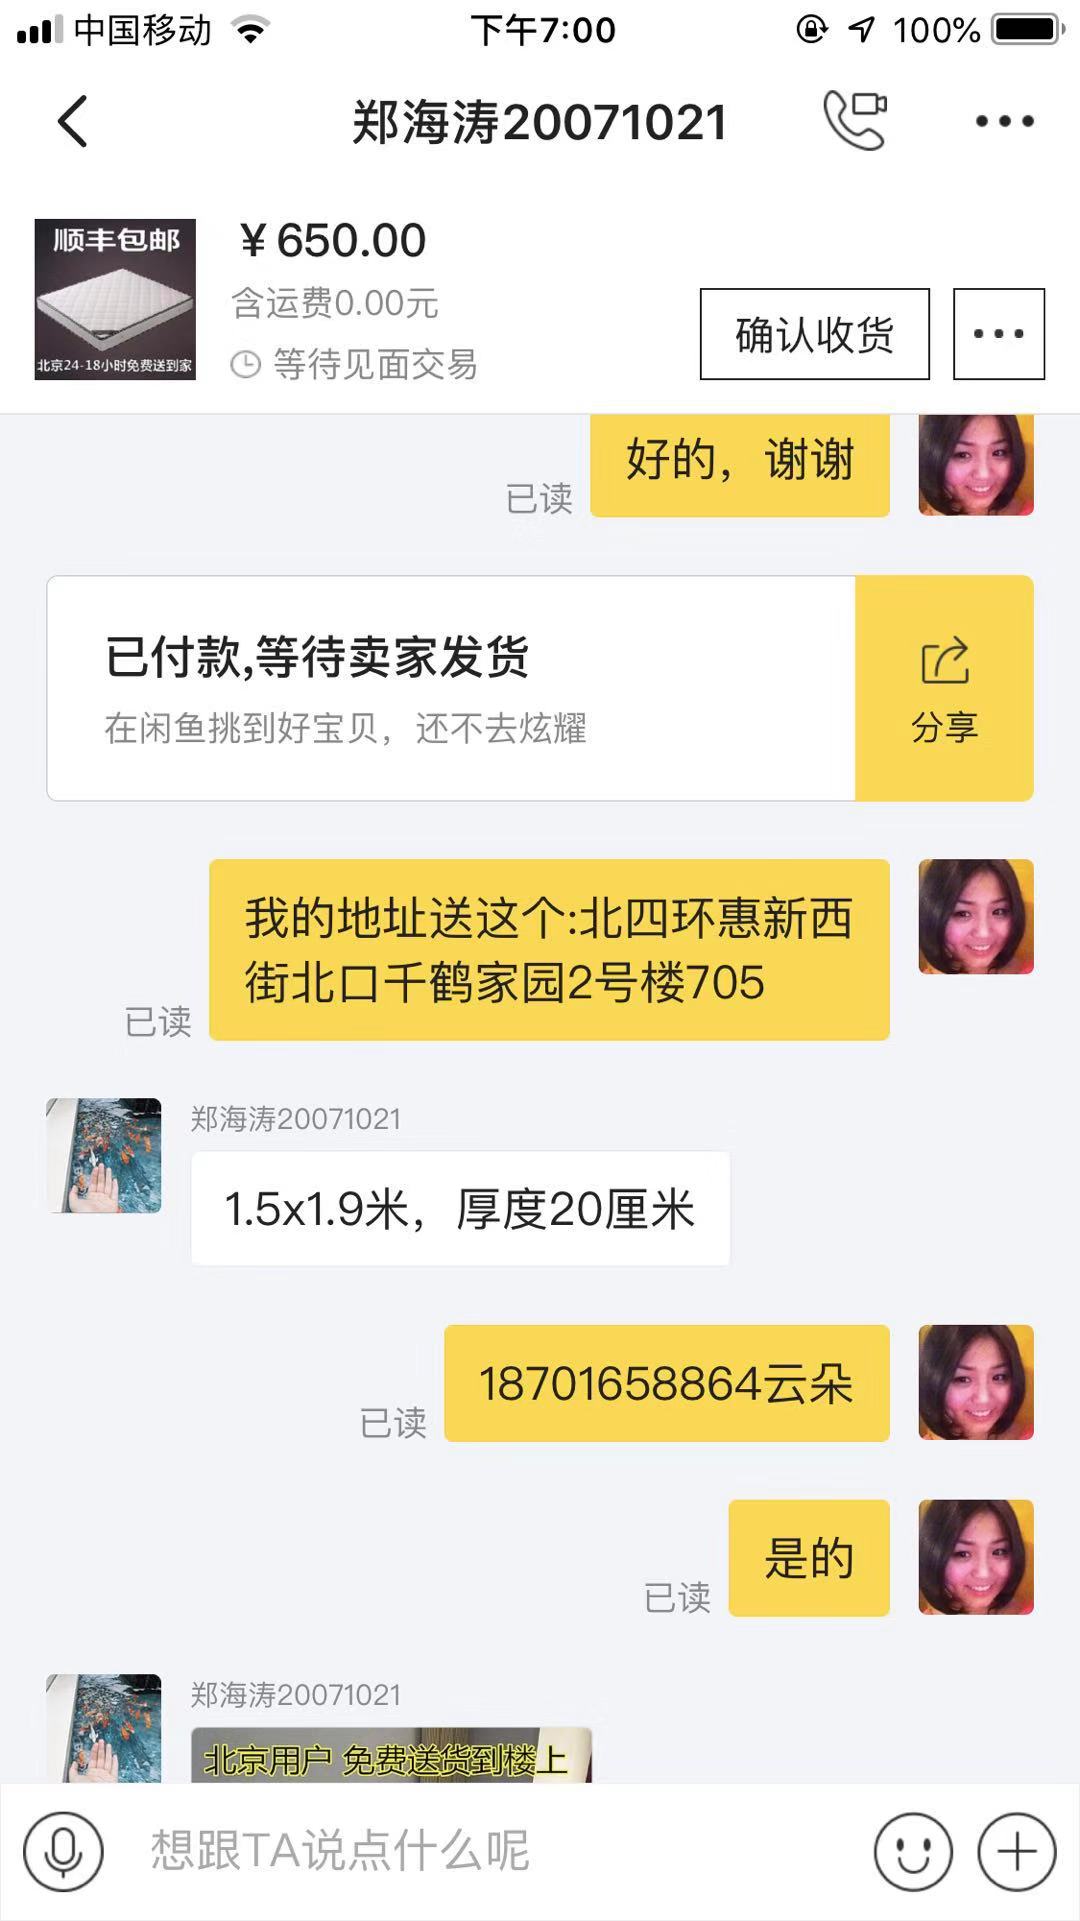 中国移动
下午7:00
100%
郑海涛20071021
顺丰包邮
北京24-18小时免费送到家
¥650.00
含运费0.00元
等待见面交易
确认收货
好的，谢谢
已读
已付款,等待卖家发货
在闲鱼挑到好宝贝，还不去炫耀
分享
我的地址送这个:北四环惠新西
街北口千鹤家园2号楼705
已读
郑海涛20071021
1.5x1.9米，厚度20厘米
18701658864云朵
已读
是的
已读
郑海涛20071021
北京用户 免费送货到楼上
想跟TA说点什么呢